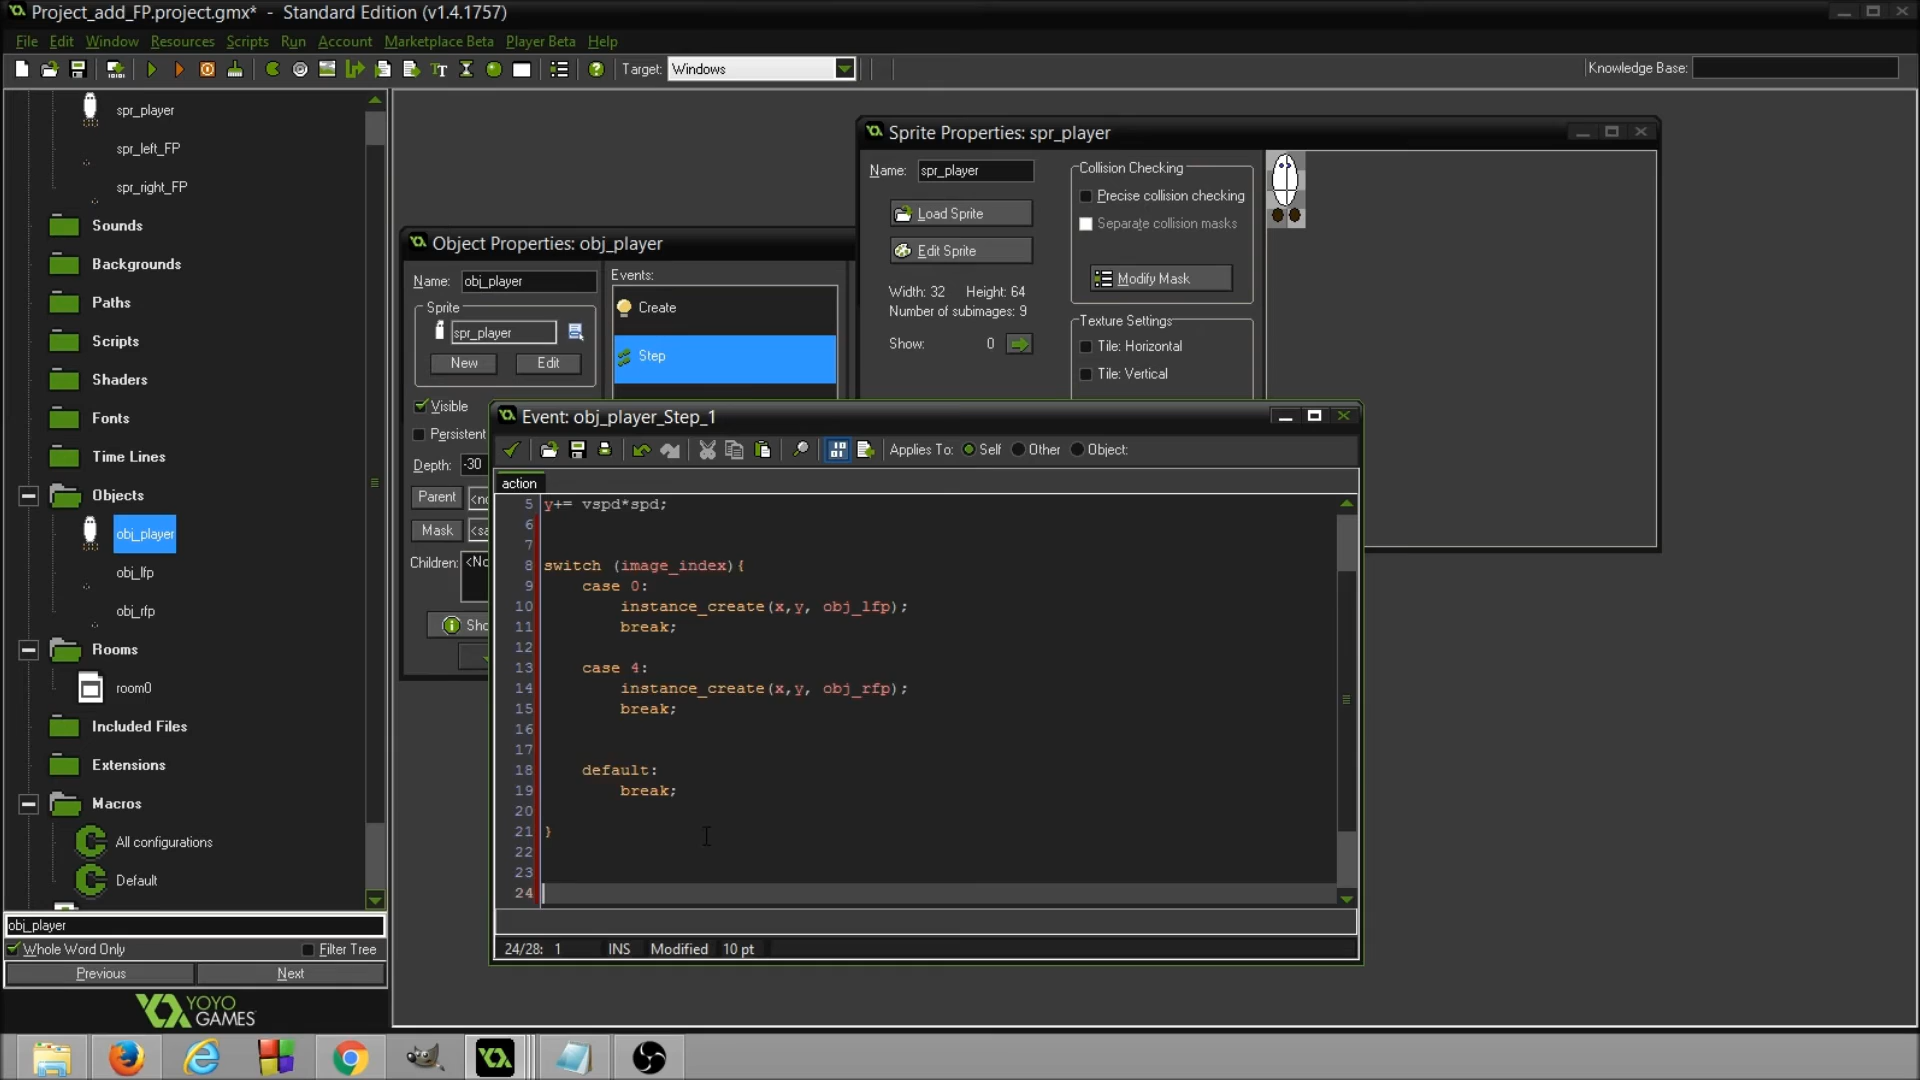 Project_add_FP.project.gmx* - Standard Edition (v1.4.1757)
File Edit Window Resources Scripts Run Account Marketplace Beta Player Beta Help
Target: Windows
Knowledge Base:
spr_player
spr_left_FP
spr_right_FP
Sounds
Backgrounds
Paths
Scripts
Shaders
Fonts
Time Lines
Objects
obj_player
obj_lfp
obj_rfp
Rooms
room0
Included Files
Extensions
Macros
All configurations
Default
obj_player
Whole Word Only Filter Tree
Previous Next
YOYO
GAMES
Object Properties: obj_player
Name: obj_player
Sprite
spr_player
New Edit
Visible
Persistent
Depth: -30
Parent
Mask
Children:
Events:
Create
Step
Sprite Properties: spr_player
Name: spr_player
Load Sprite
Edit Sprite
Width: 32 Height: 64
Number of subimages: 9
Show: 0
Collision Checking
Precise collision checking
Separate collision masks
Modify Mask
Texture Settings
Tile: Horizontal
Tile: Vertical
Event: obj_player_Step_1
Applies To: Self Other Object:
action
5 y+= vspd*spd;
6
7
8 switch (image_index){
9 case 0:
10 instance_create(x,y, obj_lfp);
11 break;
12
13 case 4:
14 instance_create(x,y, obj_rfp);
15 break;
16
17
18 default:
19 break;
20
21 }
22
23
24
24/28: 1 INS Modified 10 pt